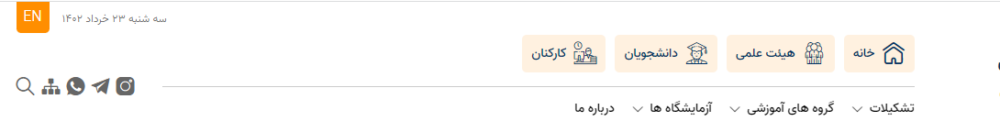 EN
سه شنبه ۲۳ خرداد ۱۴۰۲
خانه
هیئت علمی
دانشجویان
کارکنان
تشکیلات
گروه های آموزشی
آزمایشگاه ها
درباره ما